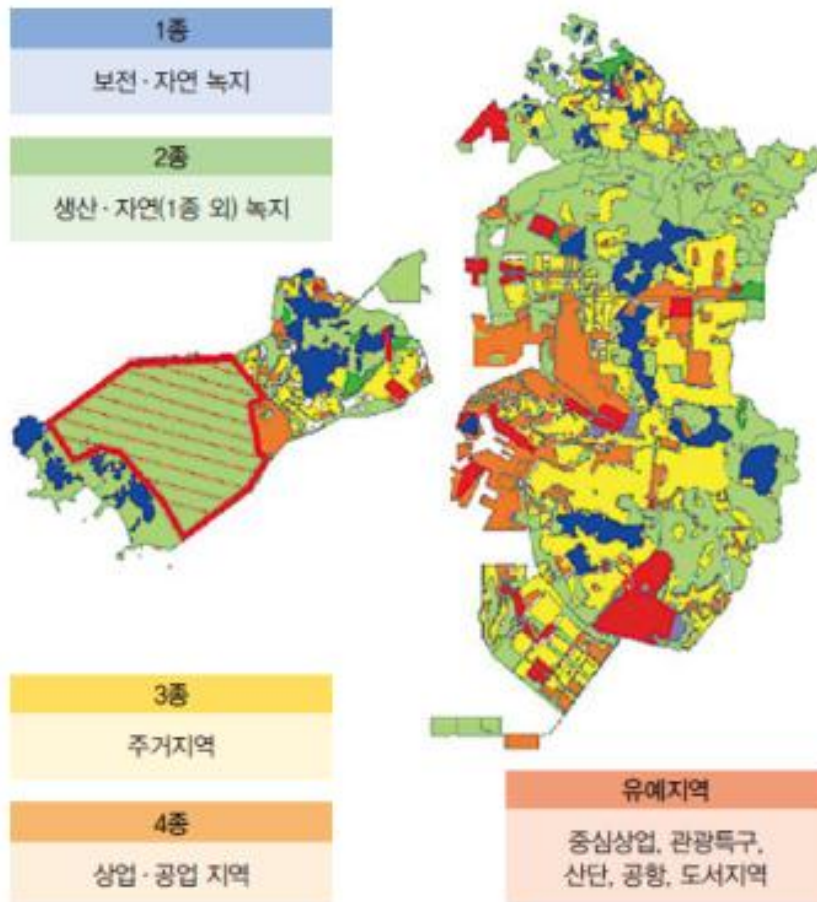 1종
보전·자연 녹지
2종
생산·자연(1종 외) 녹지
3종
주거지역
4종
상업·공업 지역
유예지역
중심상업, 관광특구,
산단, 공항, 도서지역